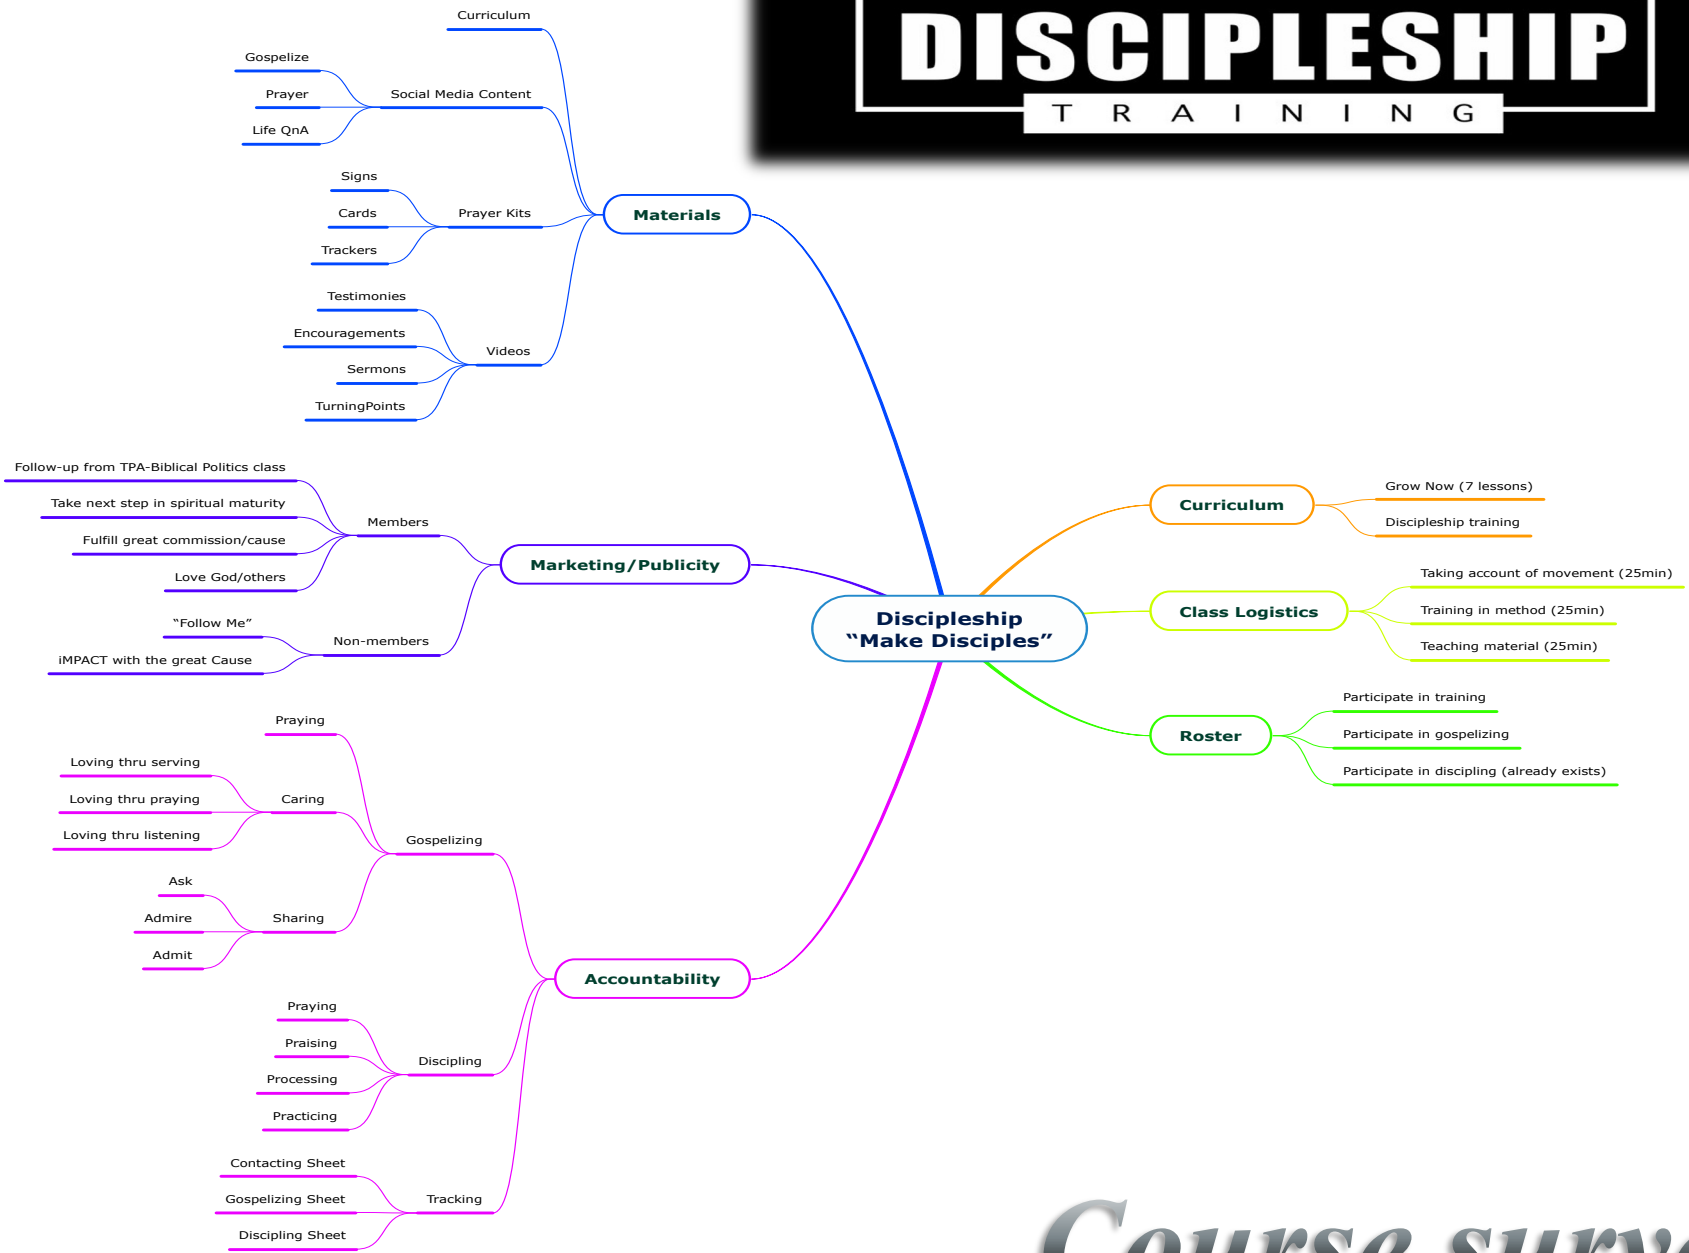 DISCIPLESHIP
TRAINING
Curriculum
Gospelize
Prayer
Life QnA
Social Media Content
Signs
Cards
Trackers
Prayer Kits
Testimonies
Encouragements
Sermons
TurningPoints
Videos
Materials
Follow-up from TPA-Biblical Politics class
Take next step in spiritual maturity
Fulfill great commission/cause
Love God/others
Members
“Follow Me”
iMPACT with the great Cause
Non-members
Marketing/Publicity
Praying
Loving thru serving
Loving thru praying
Loving thru listening
Caring
Ask
Admire
Admit
Sharing
Gospelizing
Praying
Praising
Processing
Practicing
Discipling
Contacting Sheet
Gospelizing Sheet
Discipling Sheet
Tracking
Accountability
Discipleship
“Make Disciples”
Curriculum
Grow Now (7 lessons)
Discipleship training
Class Logistics
Taking account of movement (25min)
Training in method (25min)
Teaching material (25min)
Roster
Participate in training
Participate in gospelizing
Participate in discipling (already exists)
Course